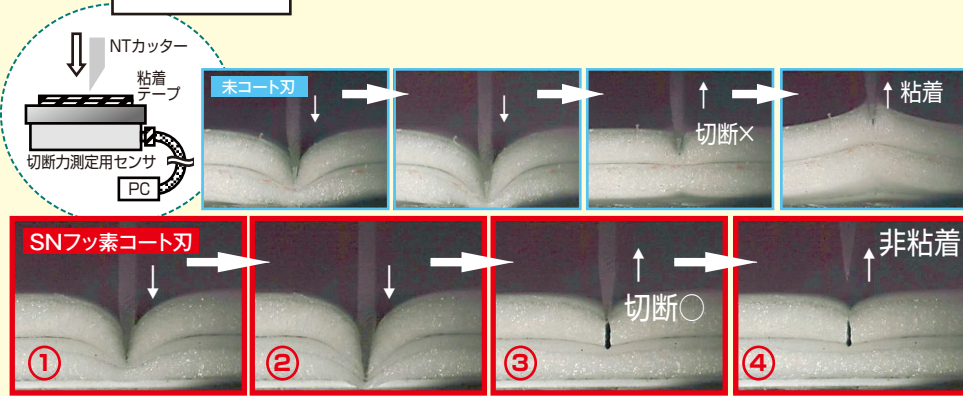 NTカッター
粘着
テープ
切断力測定用センサ
PC
未コート刃
切断×
粘着
SNフッ素コート刃
切断○
非粘着
①
②
③
④